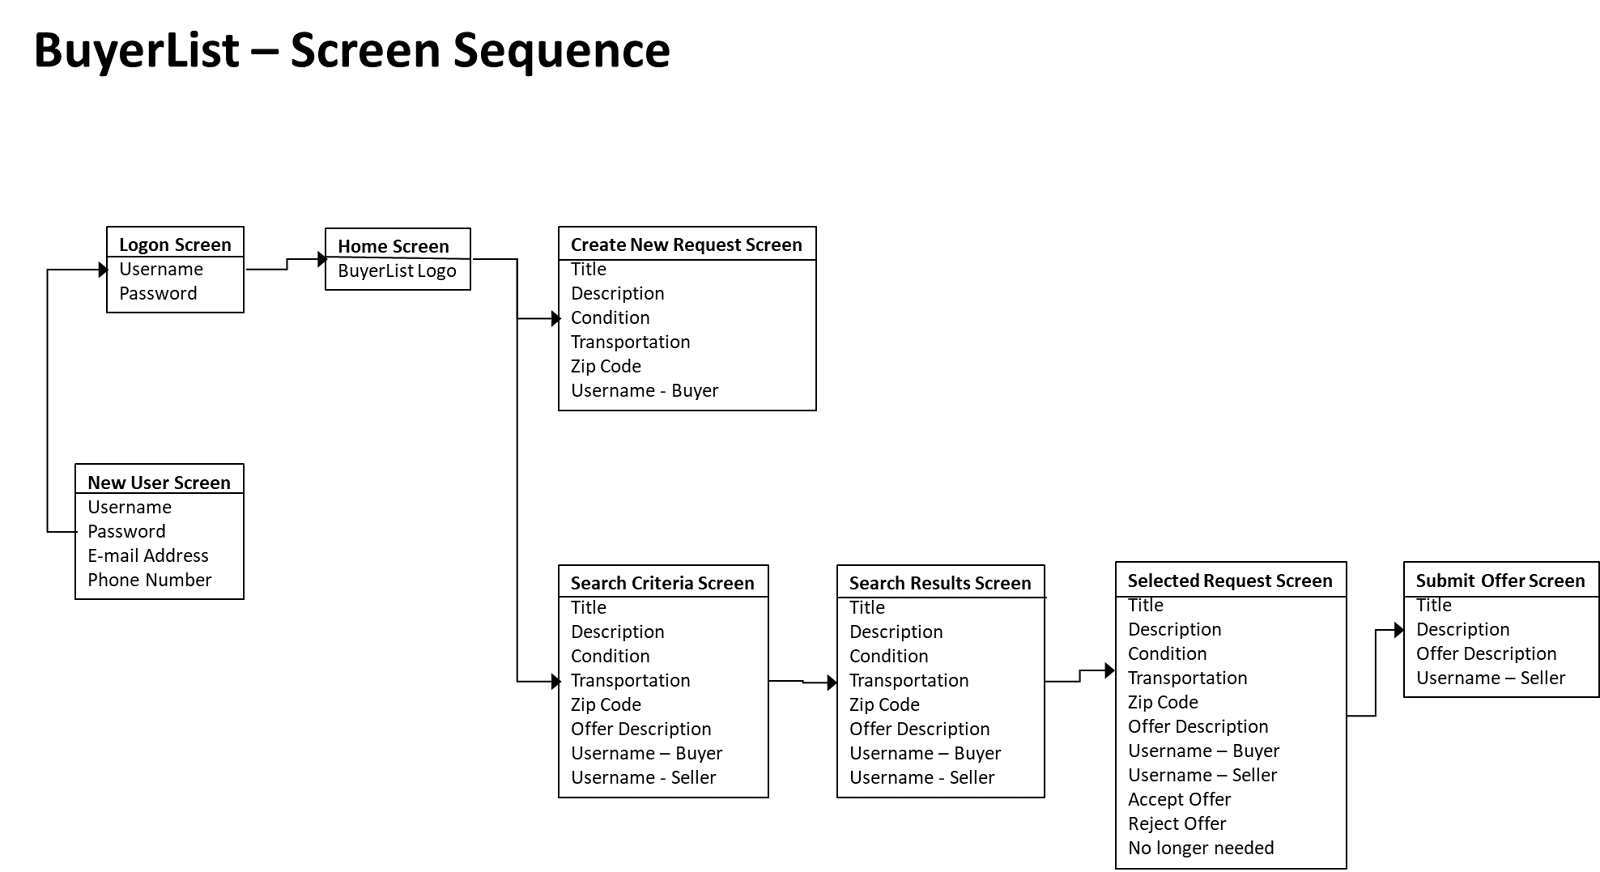 BuyerList – Screen Sequence
Logon Screen
Username
Password
Home Screen
BuyerList Logo
Create New Request Screen
Title
Description
Condition
Transportation
Zip Code
Username - Buyer
New User Screen
Username
Password
E-mail Address
Phone Number
Search Criteria Screen
Title
Description
Condition
Transportation
Zip Code
Offer Description
Username – Buyer
Username - Seller
Search Results Screen
Title
Description
Condition
Transportation
Zip Code
Offer Description
Username – Buyer
Username - Seller
Selected Request Screen
Title
Description
Condition
Transportation
Zip Code
Offer Description
Username – Buyer
Username – Seller
Accept Offer
Reject Offer
No longer needed
Submit Offer Screen
Title
Description
Offer Description
Username – Seller